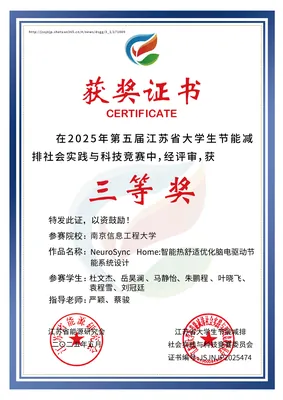 获奖证书
CERTIFICATE
在2025年第五届江苏省大学生节能减
排社会实践与科技竞赛中,经评审,获
三等奖
特发此证,以资鼓励!
参赛院校:南京信息工程大学
作品名称:NeuroSync Home:智能热舒适优化脑电驱动节
能系统设计
参赛学生:杜文杰、岳昊澜、马静怡、朱鹏程、叶晓飞、
袁程雪、刘冠廷
指导老师:严颖、蔡骏
江苏省能源研究会
二〇二五年五月
江苏省大学生节能减排
社会实践与科技竞赛委员会
证书编号:JSJNJP2025474